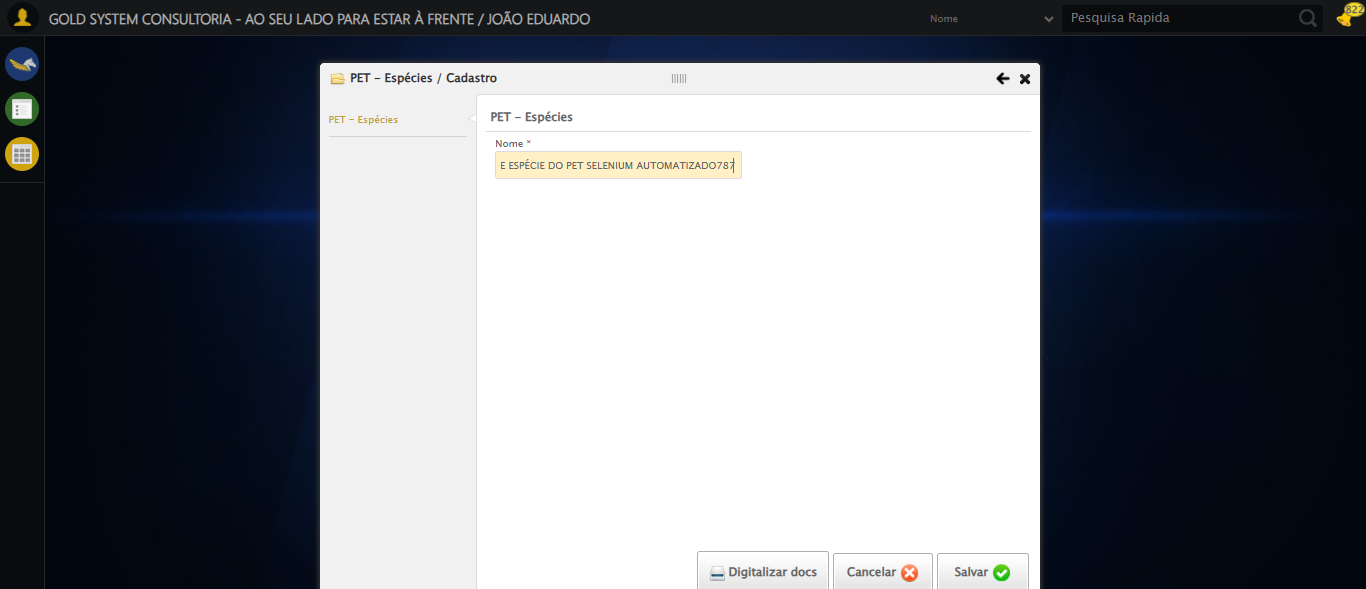 GOLD SYSTEM CONSULTORIA - AO SEU LADO PARA ESTAR À FRENTE / JOÃO EDUARDO
Nome
Pesquisa Rapida
822
PET - Espécies / Cadastro
PET - Espécies
PET - Espécies
Nome *
E ESPÉCIE DO PET SELENIUM AUTOMATIZADO787
Digitalizar docs
Cancelar
Salvar